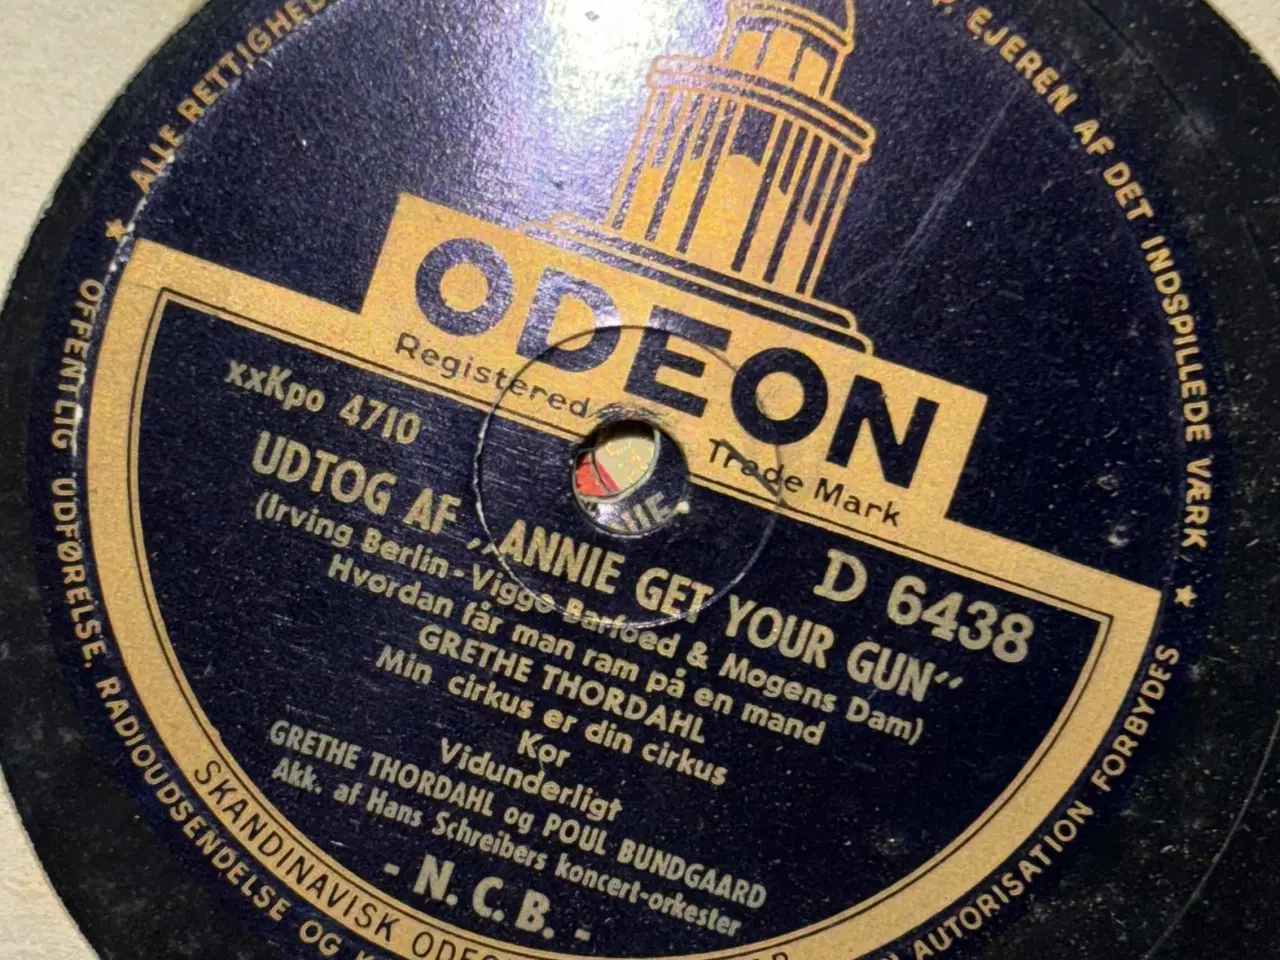 ALLE
P. EJEREN AF DET INDSPILLEDE VÆRK,
ODEON
Registered Trade Mark
xxKpo 4710
D 6438
UDTOG AF „ANNIE GET YOUR GUN“
(Irving Berlin-Viggo Barfoed & Mogens Dam)
Hvordan får man ram på en mand
GRETHE THORDAHL
Min cirkus er din cirkus
Kor
Vidunderligt
GRETHE THORDAHL og POUL BUNDGAARD
Akk. af Hans Schreibers koncert-orkester
- N. C. B. -
SKANDINAVISK
OFFENTLIG UDFØRELSE, RADIOUDSENDELSE OG
AUTORISATION FORBYDES